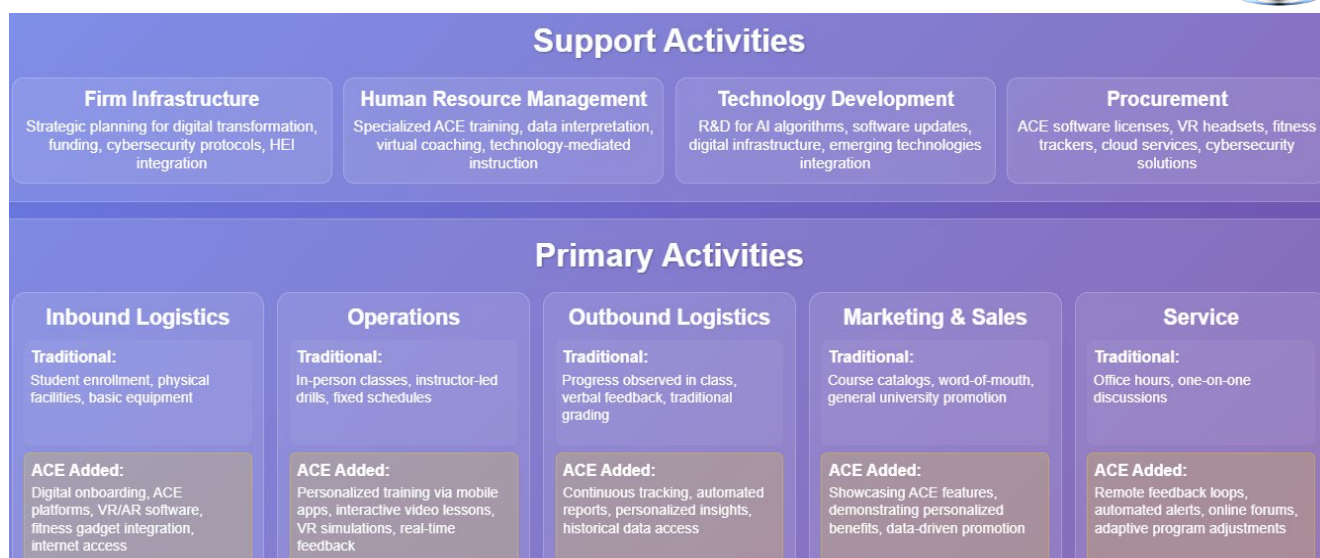 Support Activities
Firm Infrastructure
Strategic planning for digital transformation,
funding, cybersecurity protocols, HEI
integration
Human Resource Management
Specialized ACE training, data interpretation,
virtual coaching, technology-mediated
instruction
Technology Development
R&D for AI algorithms, software updates,
digital infrastructure, emerging technologies
integration
Procurement
ACE software licenses, VR headsets, fitness
trackers, cloud services, cybersecurity
solutions
Primary Activities
Inbound Logistics
Traditional:
Student enrollment, physical
facilities, basic equipment
ACE Added:
Digital onboarding, ACE
platforms, VR/AR software,
fitness gadget integration,
internet access
Operations
Traditional:
In-person classes, instructor-led
drills, fixed schedules
ACE Added:
Personalized training via mobile
apps, interactive video lessons,
VR simulations, real-time
feedback
Outbound Logistics
Traditional:
Progress observed in class,
verbal feedback, traditional
grading
ACE Added:
Continuous tracking, automated
reports, personalized insights,
historical data access
Marketing & Sales
Traditional:
Course catalogs, word-of-mouth,
general university promotion
ACE Added:
Showcasing ACE features,
demonstrating personalized
benefits, data-driven promotion
Service
Traditional:
Office hours, one-on-one
discussions
ACE Added:
Remote feedback loops,
automated alerts, online forums,
adaptive program adjustments